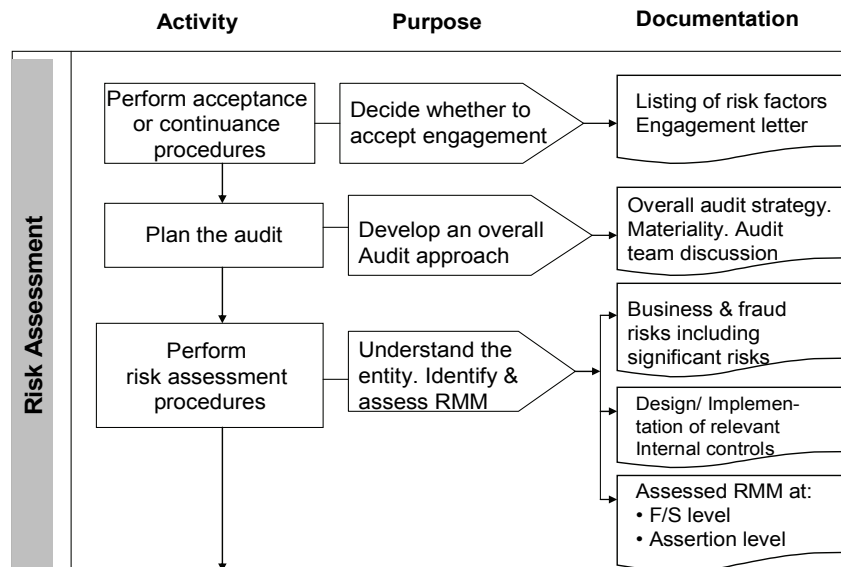 Activity
Purpose
Documentation
Risk Assessment
Perform acceptance
or continuance
procedures
Decide whether to
accept engagement
Listing of risk factors
Engagement letter
Plan the audit
Develop an overall
Audit approach
Overall audit strategy.
Materiality. Audit
team discussion
Perform
risk assessment
procedures
Understand the
entity. Identify &
assess RMM
Business & fraud
risks including
significant risks
Design/ Implemen-
tation of relevant
Internal controls
Assessed RMM at:
• F/S level
• Assertion level